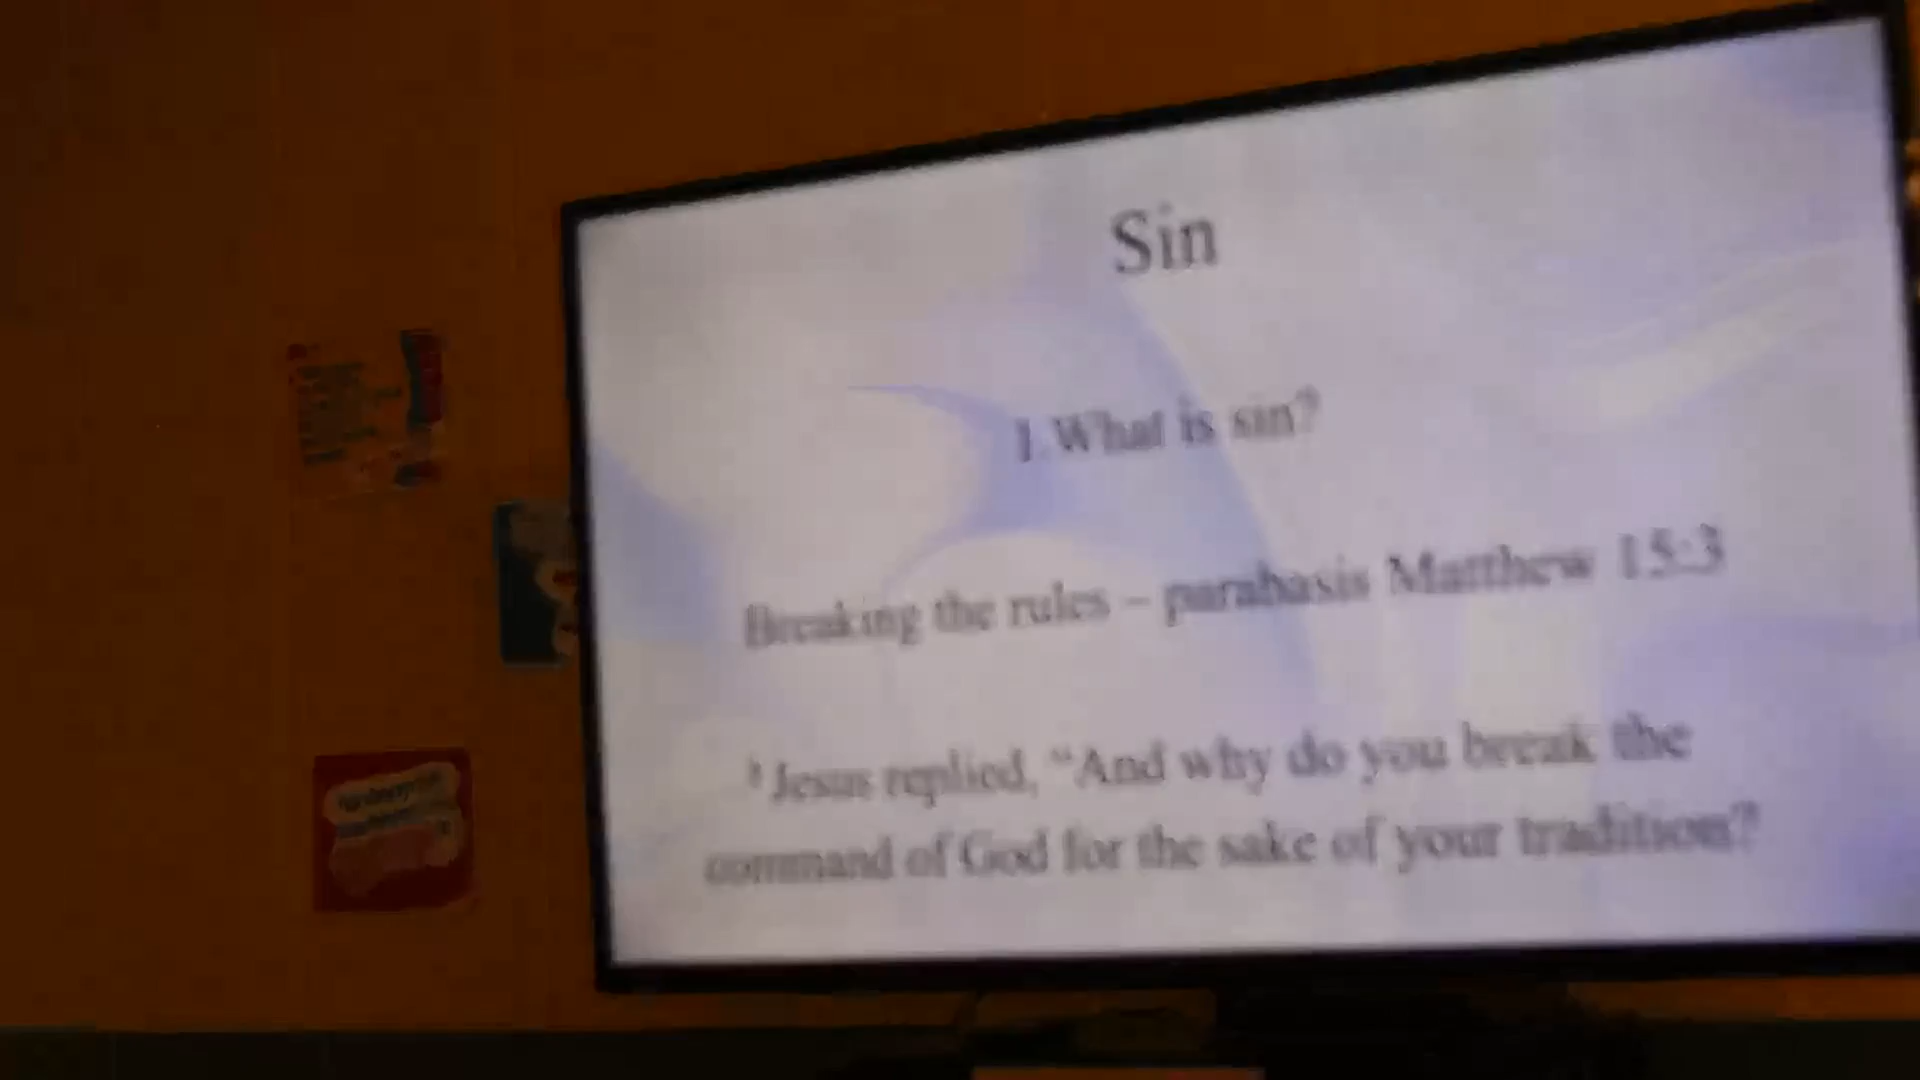 Sin
1.What is sin?
Breaking the rules – parabasis Matthew 15:3
3 Jesus replied, “And why do you break the
command of God for the sake of your tradition?